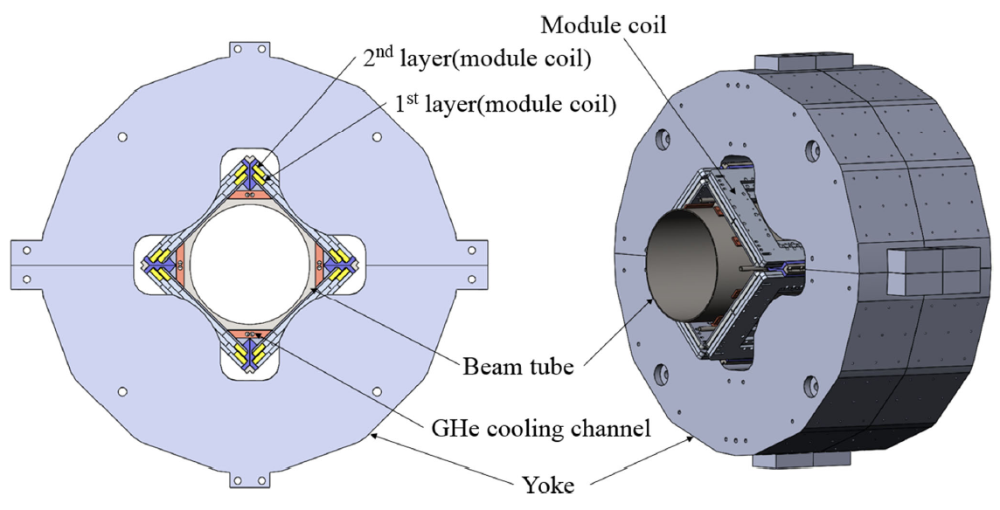 Module coil
2nd layer(module coil)
1st layer(module coil)
Beam tube
GHe cooling channel
Yoke